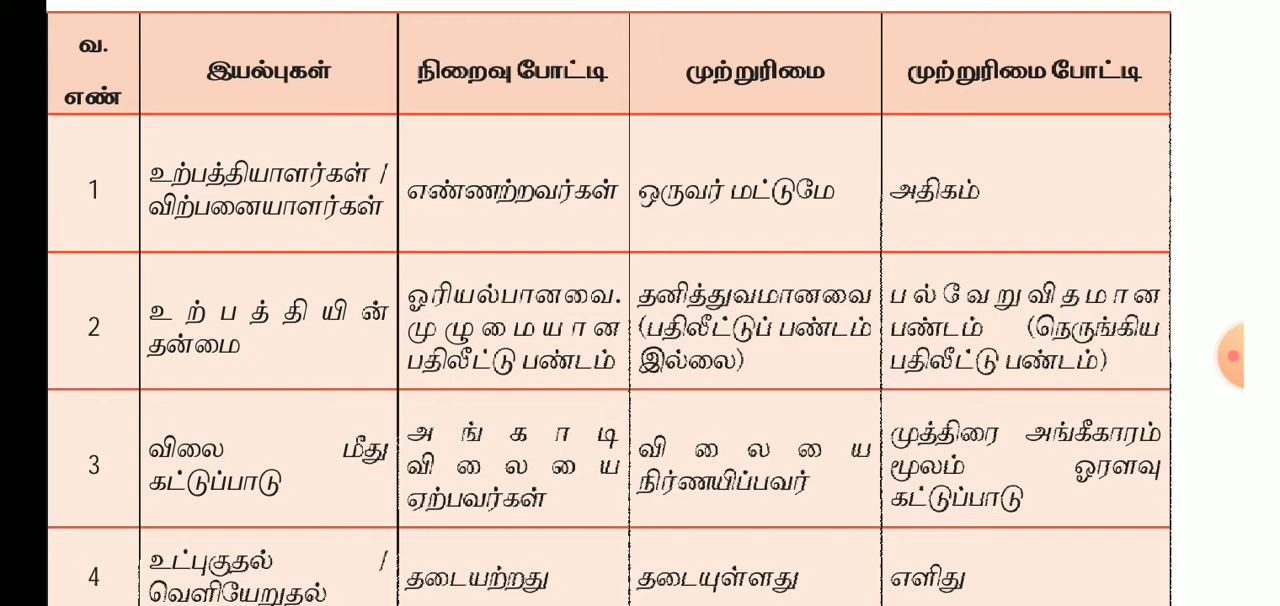 வ.
எண்
இயல்புகள்
நிறைவு போட்டி
முற்றுரிமை
முற்றுரிமை போட்டி
1
உற்பத்தியாளர்கள் /
விற்பனையாளர்கள்
எண்ணற்றவர்கள்
ஒருவர் மட்டுமே
அதிகம்
2
உற்பத்தியின்
தன்மை
ஓரியல்பானவை.
முழுமையான
பதிலீட்டு பண்டம்
தனித்துவமானவை
(பதிலீட்டுப் பண்டம்
இல்லை)
பல்வேறுவிதமான
பண்டம் (நெருங்கிய
பதிலீட்டு பண்டம்)
3
விலை மீது
கட்டுப்பாடு
அங்காடி
விலையை
ஏற்பவர்கள்
விலையை
நிர்ணயிப்பவர்
முத்திரை அங்கீகாரம்
மூலம் ஓரளவு
கட்டுப்பாடு
4
உட்புகுதல் /
வெளியேறுதல்
தடையற்றது
தடையுள்ளது
எளிது